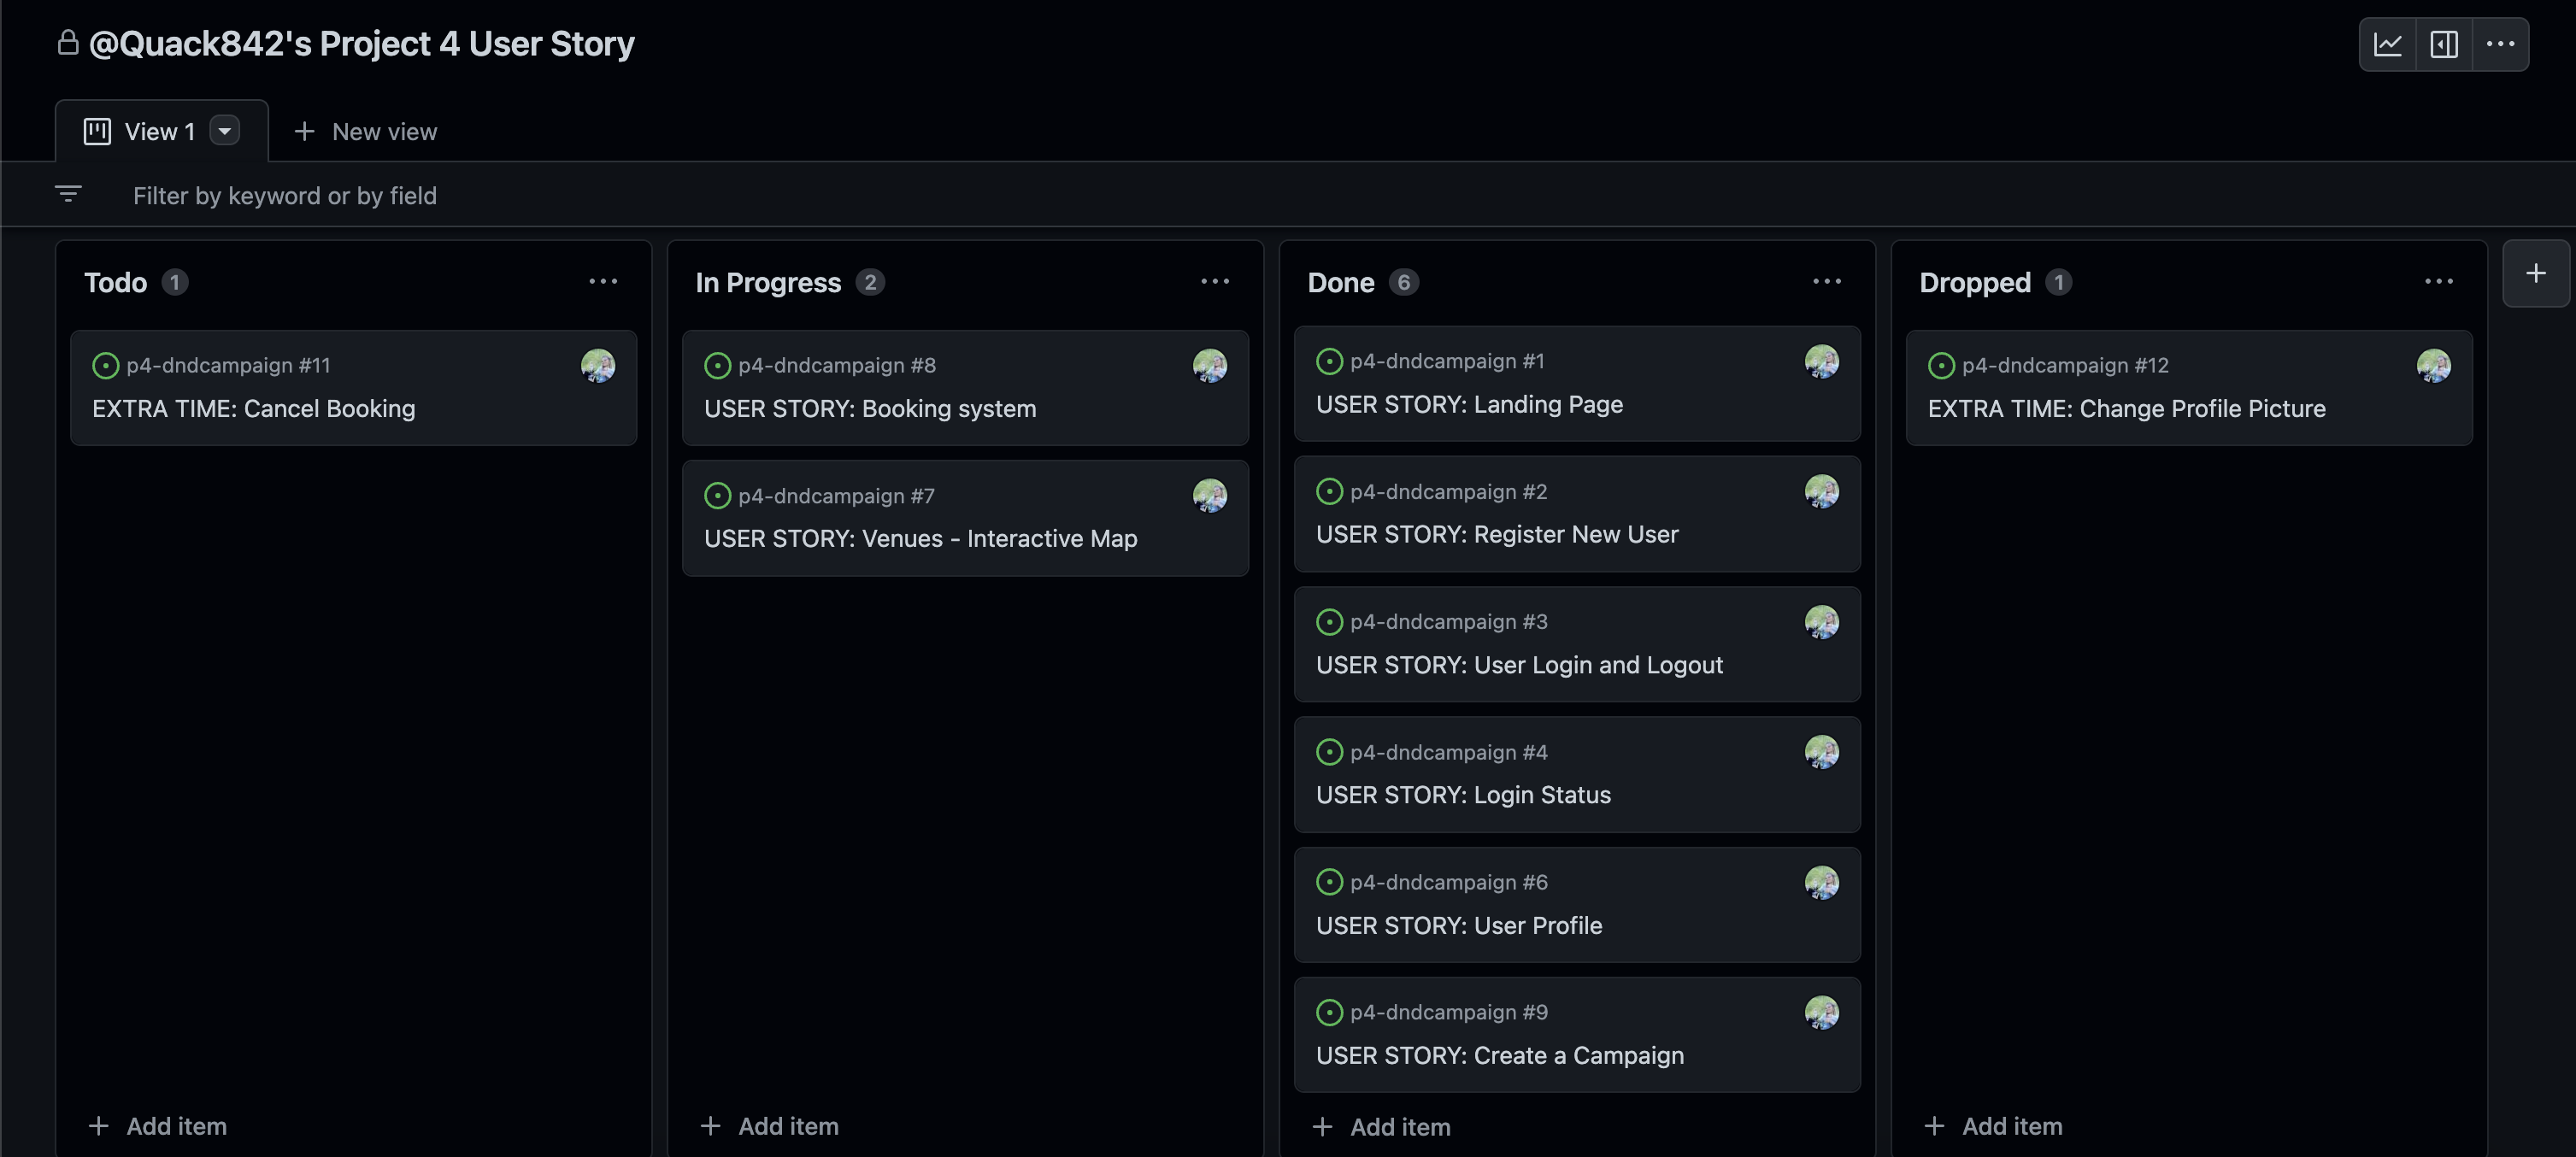 @Quack842's Project 4 User Story
View 1
New view
Filter by keyword or by field
Todo 1
p4-dndcampaign #11
EXTRA TIME: Cancel Booking
Add item
In Progress 2
p4-dndcampaign #8
USER STORY: Booking system
p4-dndcampaign #7
USER STORY: Venues - Interactive Map
Add item
Done 6
p4-dndcampaign #1
USER STORY: Landing Page
p4-dndcampaign #2
USER STORY: Register New User
p4-dndcampaign #3
USER STORY: User Login and Logout
p4-dndcampaign #4
USER STORY: Login Status
p4-dndcampaign #6
USER STORY: User Profile
p4-dndcampaign #9
USER STORY: Create a Campaign
Add item
Dropped 1
p4-dndcampaign #12
EXTRA TIME: Change Profile Picture
Add item